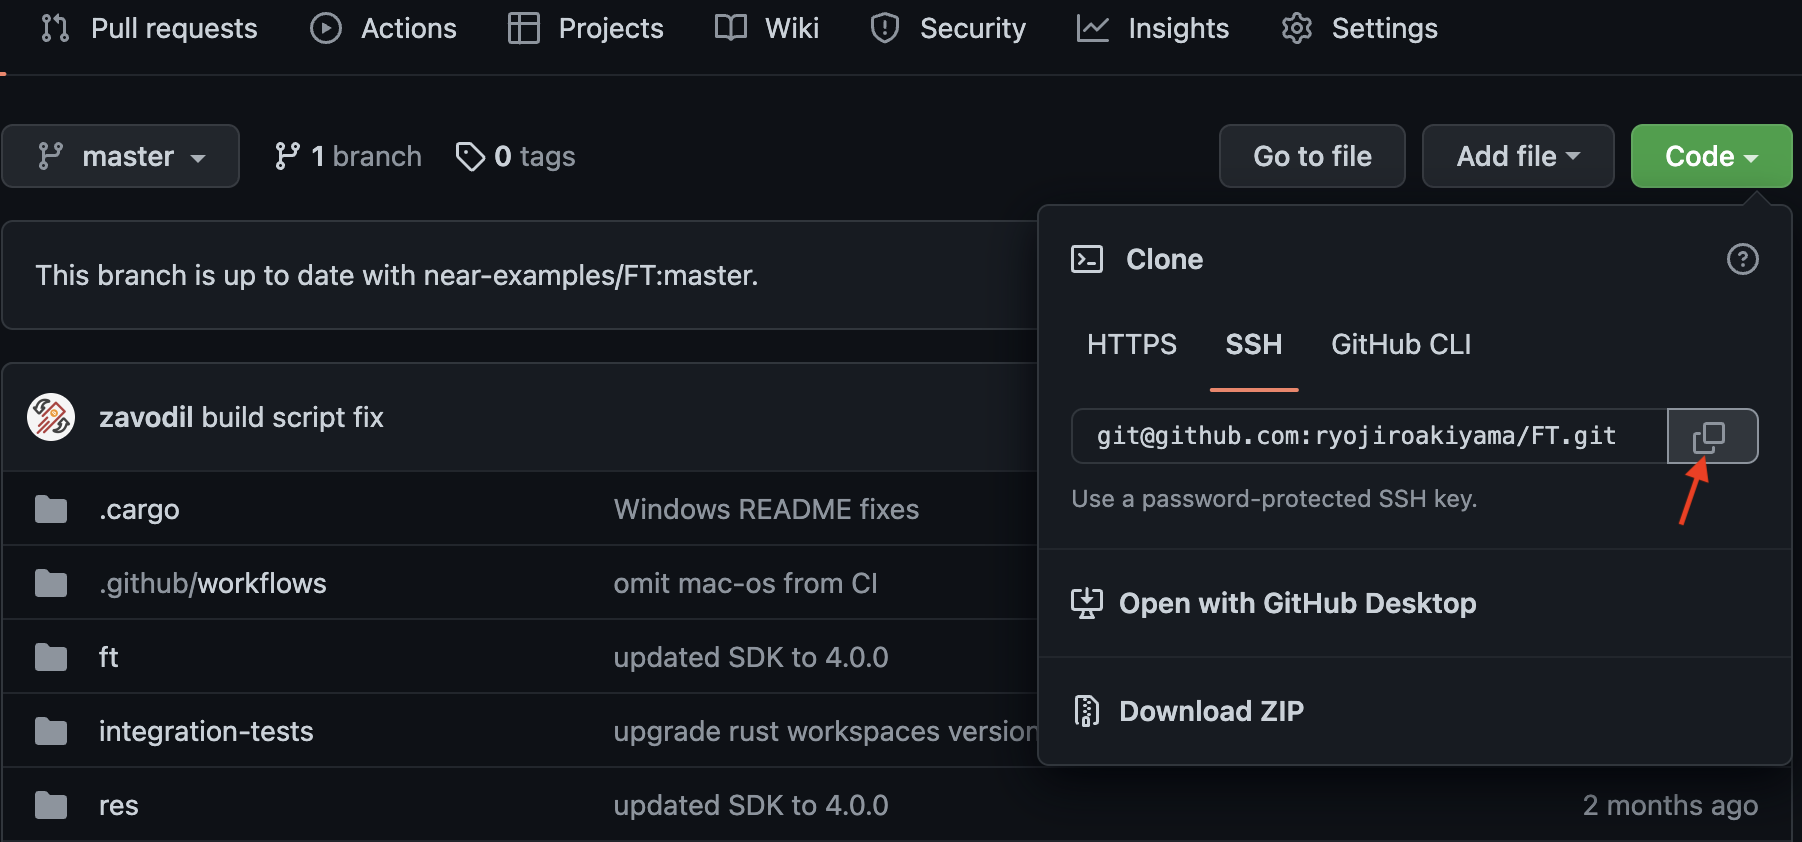 Pull requests Actions Projects Wiki Security Insights Settings
master 1 branch 0 tags Go to file Add file Code
This branch is up to date with near-examples/FT:master.
Clone
HTTPS SSH GitHub CLI
git@github.com:ryojiroakiyama/FT.git
Use a password-protected SSH key.
Open with GitHub Desktop
Download ZIP
zavodil build script fix
.cargo Windows README fixes
.github/workflows omit mac-os from CI
ft updated SDK to 4.0.0
integration-tests upgrade rust workspaces version
res updated SDK to 4.0.0 2 months ago